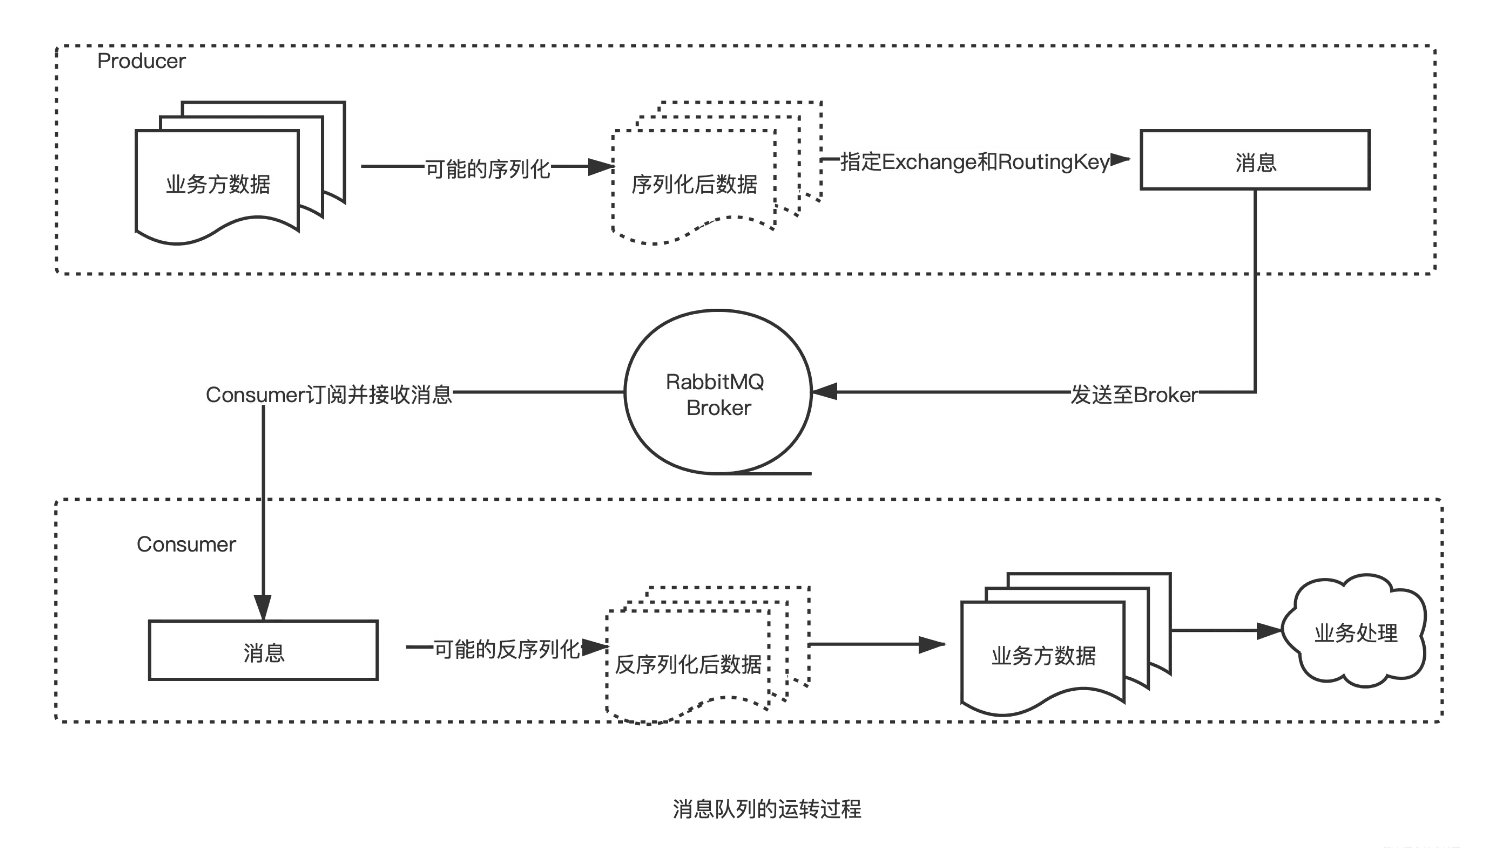 Producer
业务方数据
可能的序列化
序列化后数据
指定Exchange和RoutingKey
消息
RabbitMQ
Broker
发送至Broker
Consumer订阅并接收消息
Consumer
消息
可能的反序列化
反序列化后数据
业务方数据
业务处理
消息队列的运转过程